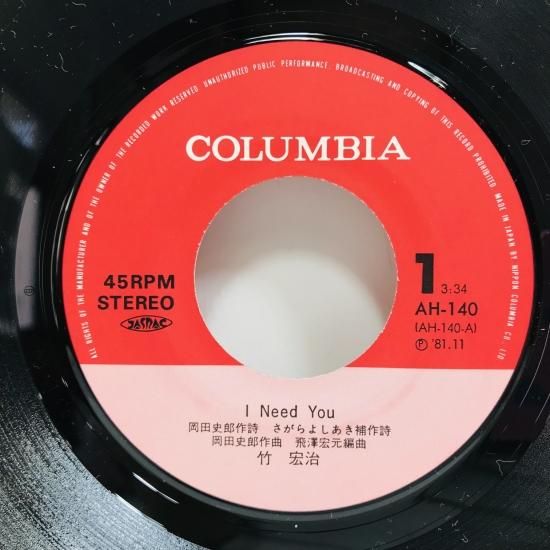 ALL RIGHTS OF THE MANUFACTURER AND OF THE OWNER OF THE RECORDED WORK RESERVED UNAUTHORIZED PUBLIC PERFORMANCE. BROADCASTING AND COPYING OF THIS RECORD PROHIBITED MADE IN JAPAN BY NIPPON COLUMBIA CO., LTD
COLUMBIA
45RPM
STEREO
JASRAC
1 3:34
AH-140
(AH-140-A)
Ⓟ '81.11
I Need You
岡田史郎作詩 さがらよしあき補作詩
岡田史郎作曲 飛澤宏元編曲
竹 宏治